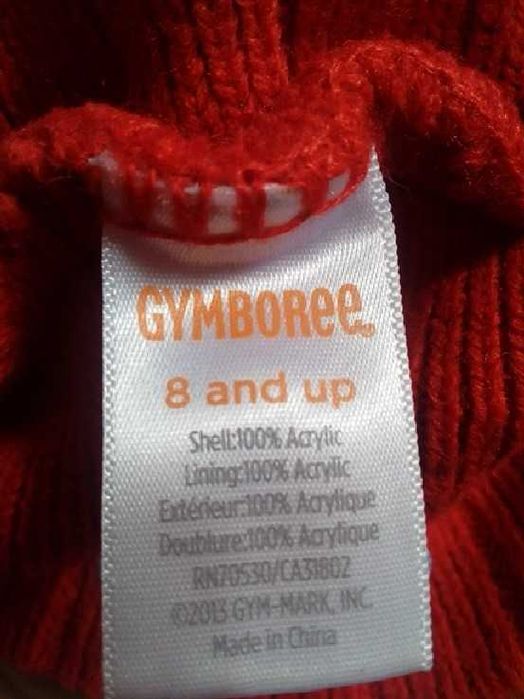 GYMBOREE®
8 and up
Shell:100% Acrylic
Lining:100% Acrylic
Extérieur:100% Acrylique
Doublure:100% Acrylique
RN70530/CA31802
©2013 GYM-MARK, INC.
Made in China